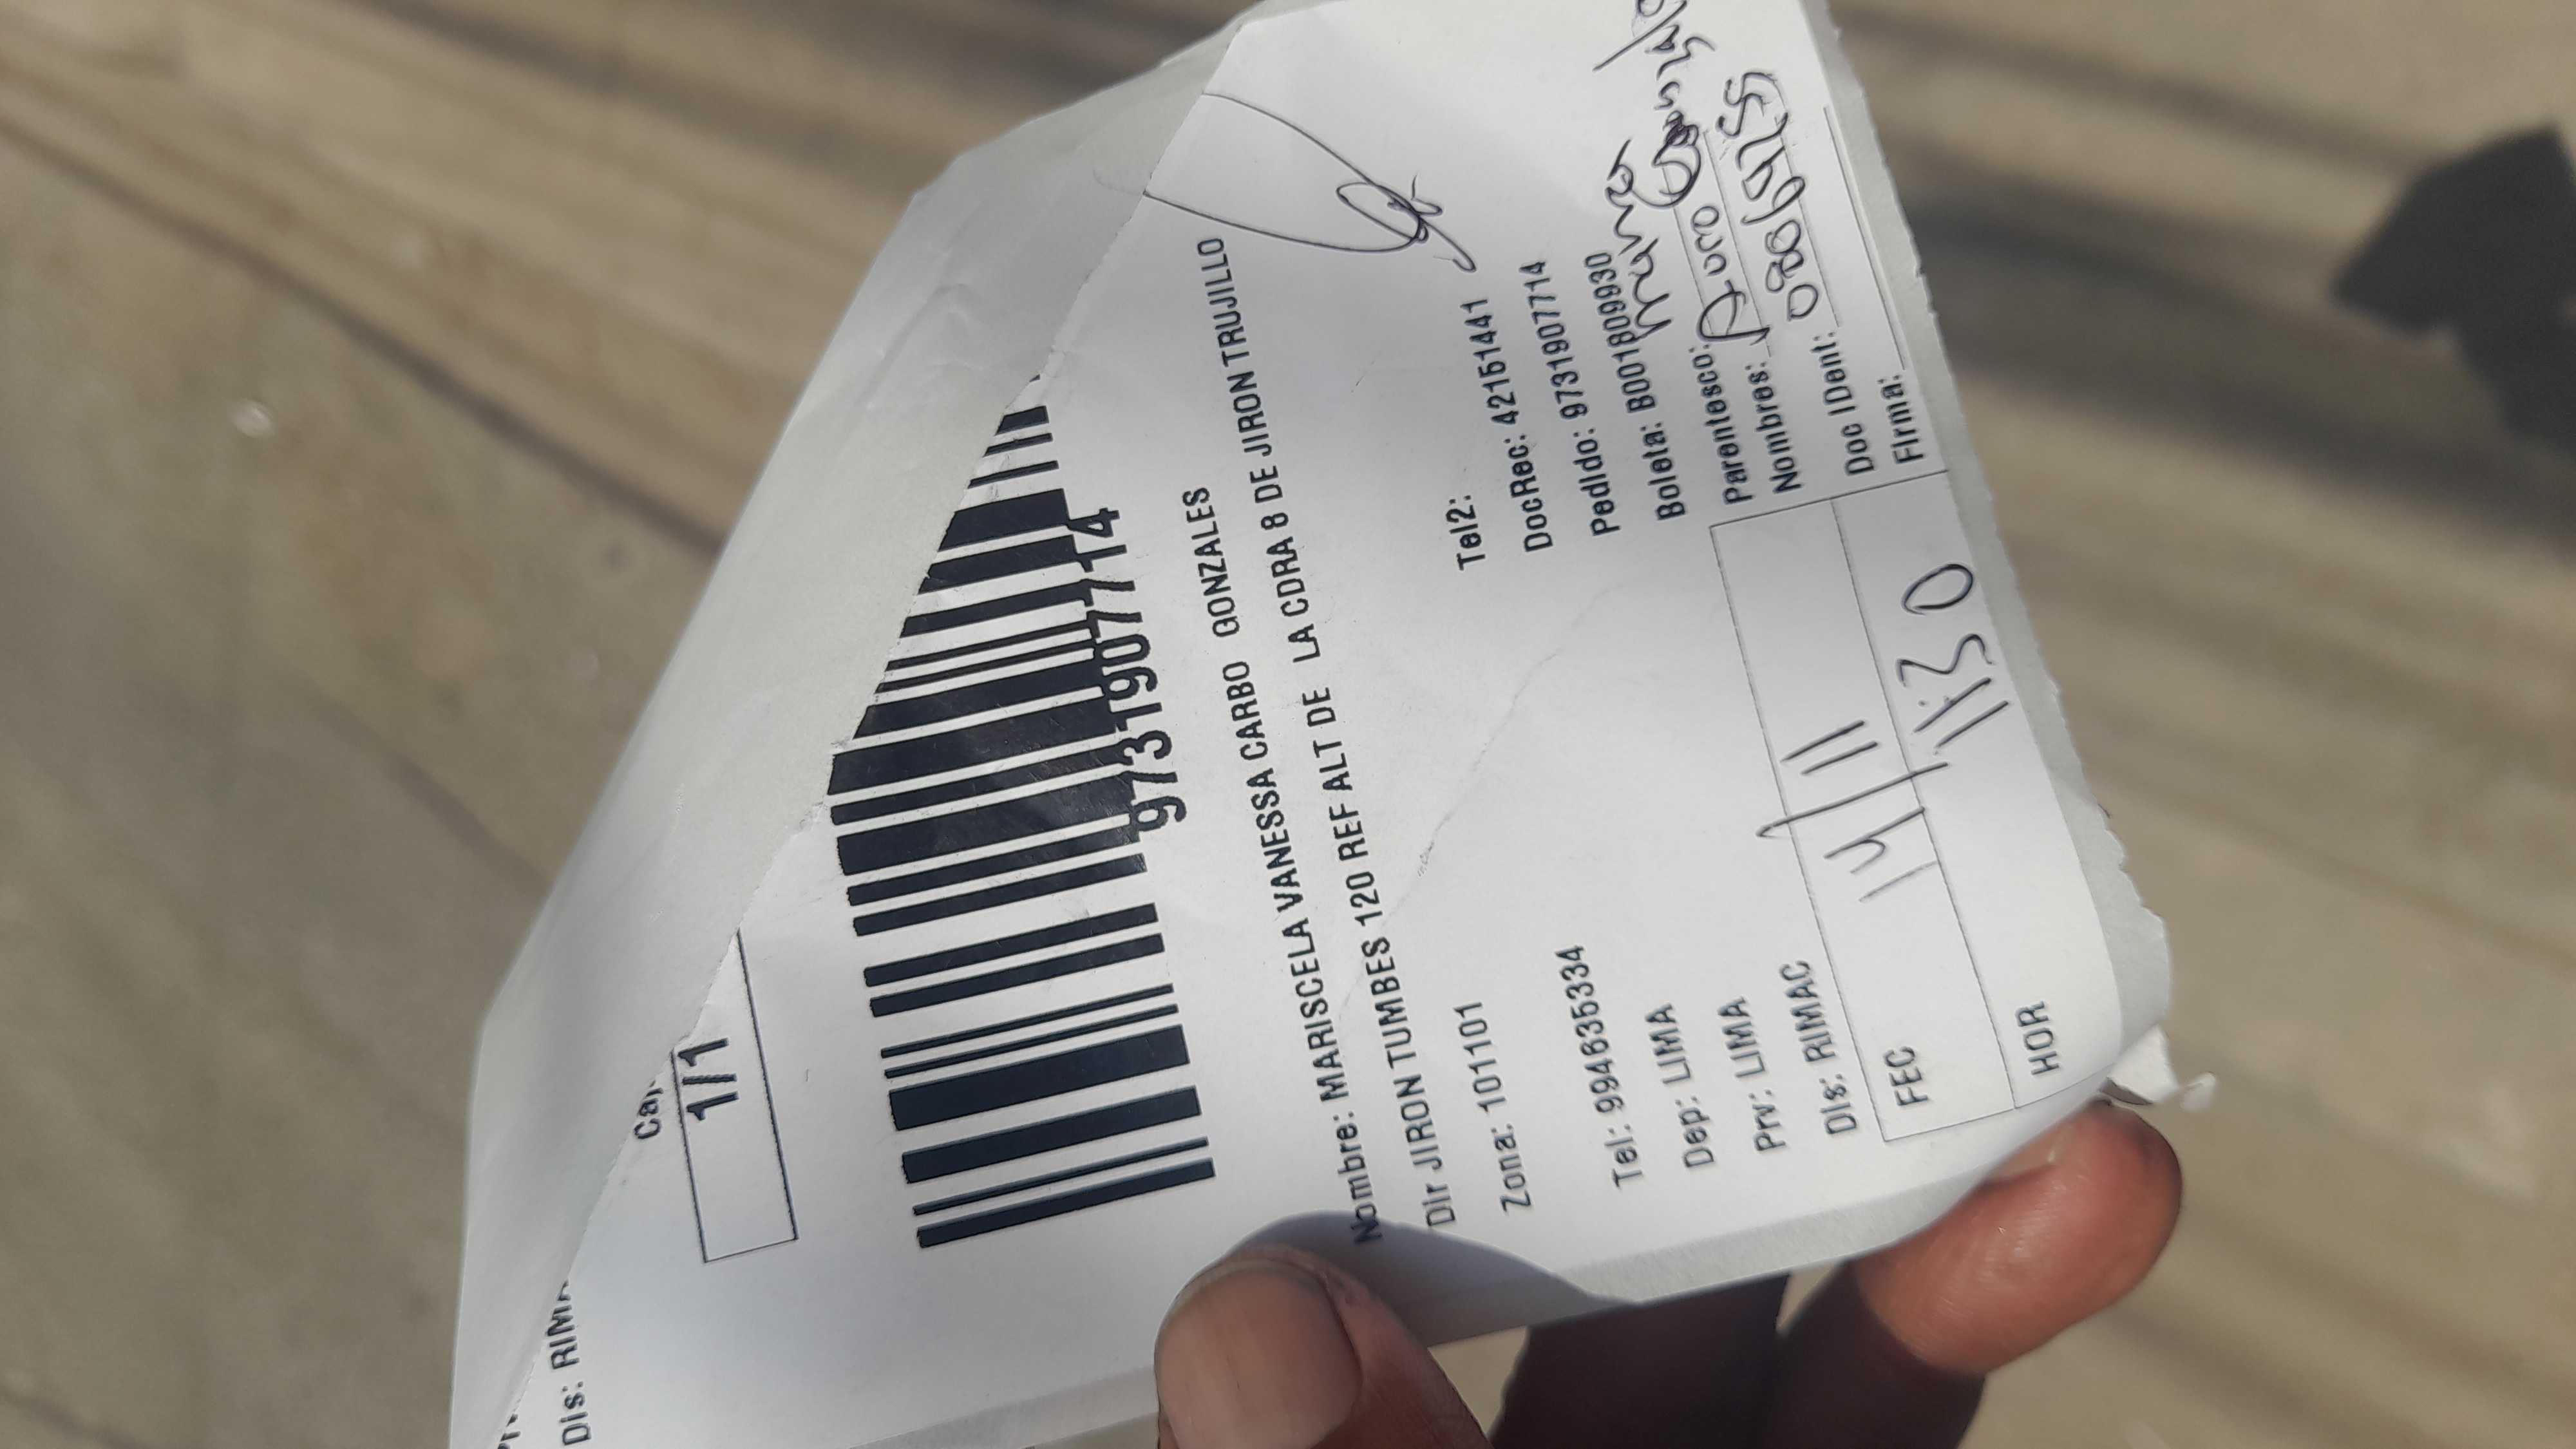 Dis: RIMA
1/1
9731907714
Nombre: MARISCELA VANESSA CARBO GONZALES
Dir JIRON TUMBES 120 REF ALT DE LA CDRA 8 DE JIRON TRUJILLO
Zona: 101101
Tel: 994635334
Tel2:
Dep: LIMA
DocRec: 42151441
Prv: LIMA
Pedido: 9731907714
Dis: RIMAC
Boleta: B001809930
Parentesco:
Nombres:
Doc IDent:
Firma:
FEC 14/11
HOR 11:30